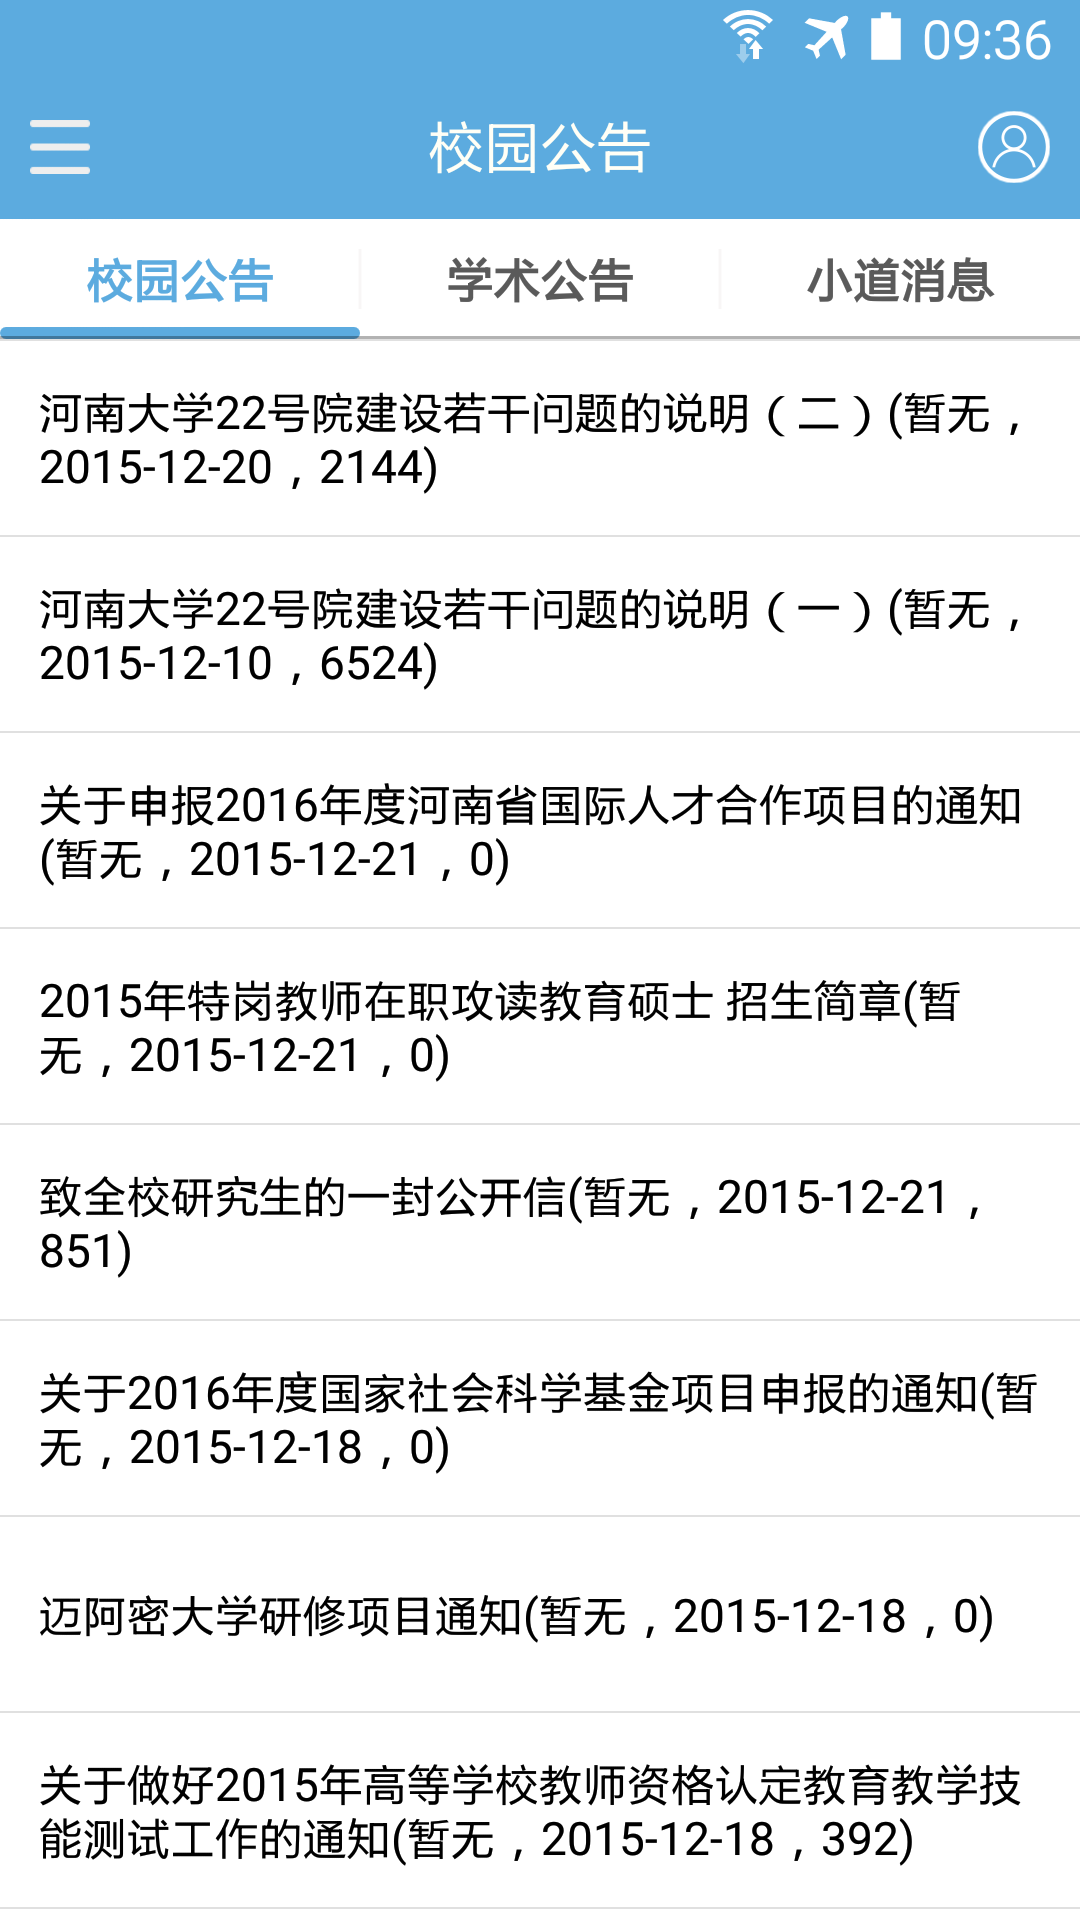 09:36
校园公告
校园公告
学术公告
小道消息
河南大学22号院建设若干问题的说明（二）(暂无，
2015-12-20，2144)
河南大学22号院建设若干问题的说明（一）(暂无，
2015-12-10，6524)
关于申报2016年度河南省国际人才合作项目的通知
(暂无，2015-12-21，0)
2015年特岗教师在职攻读教育硕士 招生简章(暂
无，2015-12-21，0)
致全校研究生的一封公开信(暂无，2015-12-21，
851)
关于2016年度国家社会科学基金项目申报的通知(暂
无，2015-12-18，0)
迈阿密大学研修项目通知(暂无，2015-12-18，0)
关于做好2015年高等学校教师资格认定教育教学技
能测试工作的通知(暂无，2015-12-18，392)